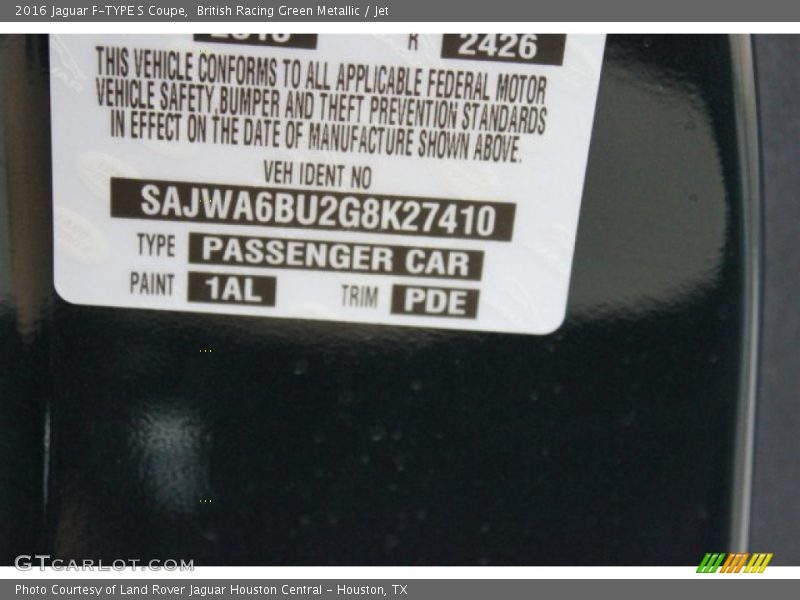 2016 Jaguar F-TYPE S Coupe,  British Racing Green Metallic / Jet
R 2426
THIS VEHICLE CONFORMS TO ALL APPLICABLE FEDERAL MOTOR
VEHICLE SAFETY,BUMPER AND THEFT PREVENTION STANDARDS
IN EFFECT ON THE DATE OF MANUFACTURE SHOWN ABOVE.
VEH IDENT NO
SAJWA6BU2G8K27410
TYPE PASSENGER CAR
PAINT 1AL TRIM PDE
GTCARLOT.COM
Photo Courtesy of Land Rover Jaguar Houston Central - Houston, TX